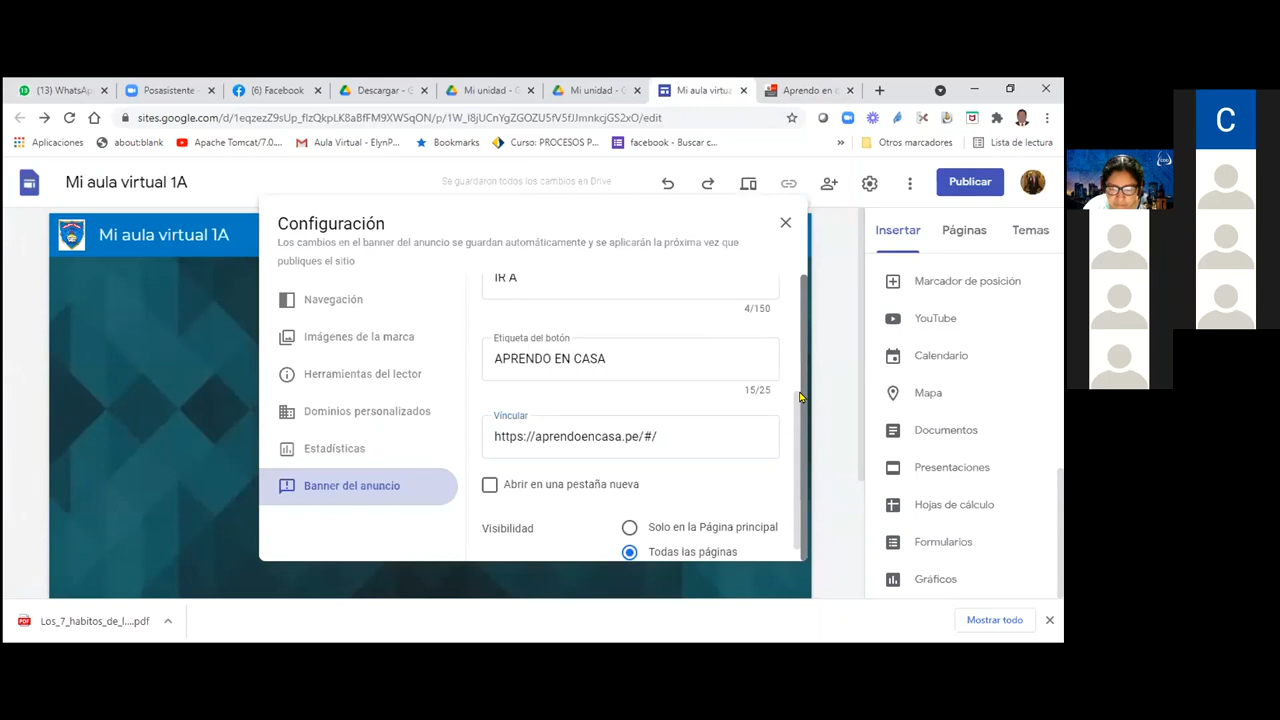 (13) WhatsAp
Posasistente
(6) Facebook
Descargar - G
Mi unidad - G
Mi unidad - G
Mi aula virtua
Aprendo en c
sites.google.com/d/1eqzezZ9sUp_fIzQkpLK8aBfFM9XWSqON/p/1W_I8jUCnYgZGOZU5fV5fJJmnkjGS2xO/edit
Aplicaciones
about:blank
Apache Tomcat/7.0...
Aula Virtual - ElynP...
Bookmarks
Curso: PROCESOS P...
facebook - Buscar c...
»
Otros marcadores
Lista de lectura
Mi aula virtual 1A
Se guardaron todos los cambios en Drive
Publicar
Mi aula virtual 1A
Configuración
Los cambios en el banner del anuncio se guardan automáticamente y se aplicarán la próxima vez que
publiques el sitio
Navegación
Imágenes de la marca
Herramientas del lector
Dominios personalizados
Estadísticas
Banner del anuncio
IR A
4/150
Etiqueta del botón
APRENDO EN CASA
15/25
Vincular
https://aprendoencasa.pe/#/
Abrir en una pestaña nueva
Visibilidad
Solo en la Página principal
Todas las páginas
Insertar
Páginas
Temas
Marcador de posición
YouTube
Calendario
Mapa
Documentos
Presentaciones
Hojas de cálculo
Formularios
Gráficos
Los_7_habitos_de_l....pdf
Mostrar todo
C